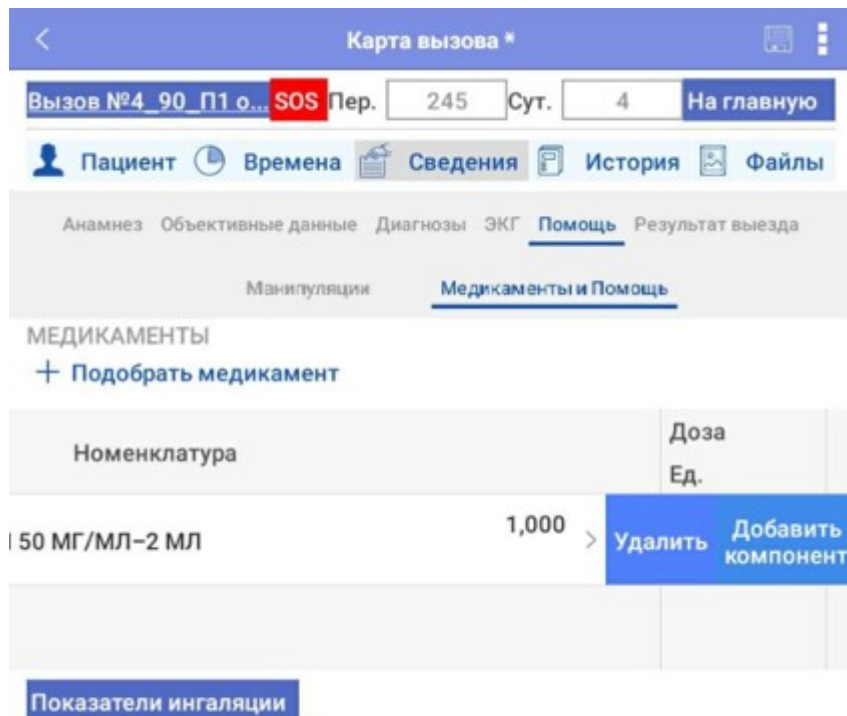 Карта вызова *
Вызов №4_90_П1 о... SOS Пер. 245 Сут. 4 На главную
Пациент Времена Сведения История Файлы
Анамнез Объективные данные Диагнозы ЭКГ Помощь Результат выезда
Манипуляции Медикаменты и Помощь
МЕДИКАМЕНТЫ
+ Подобрать медикамент
Номенклатура
Доза
Ед.
50 МГ/МЛ–2 МЛ 1,000 > Удалить Добавить
компонент
Показатели ингаляции